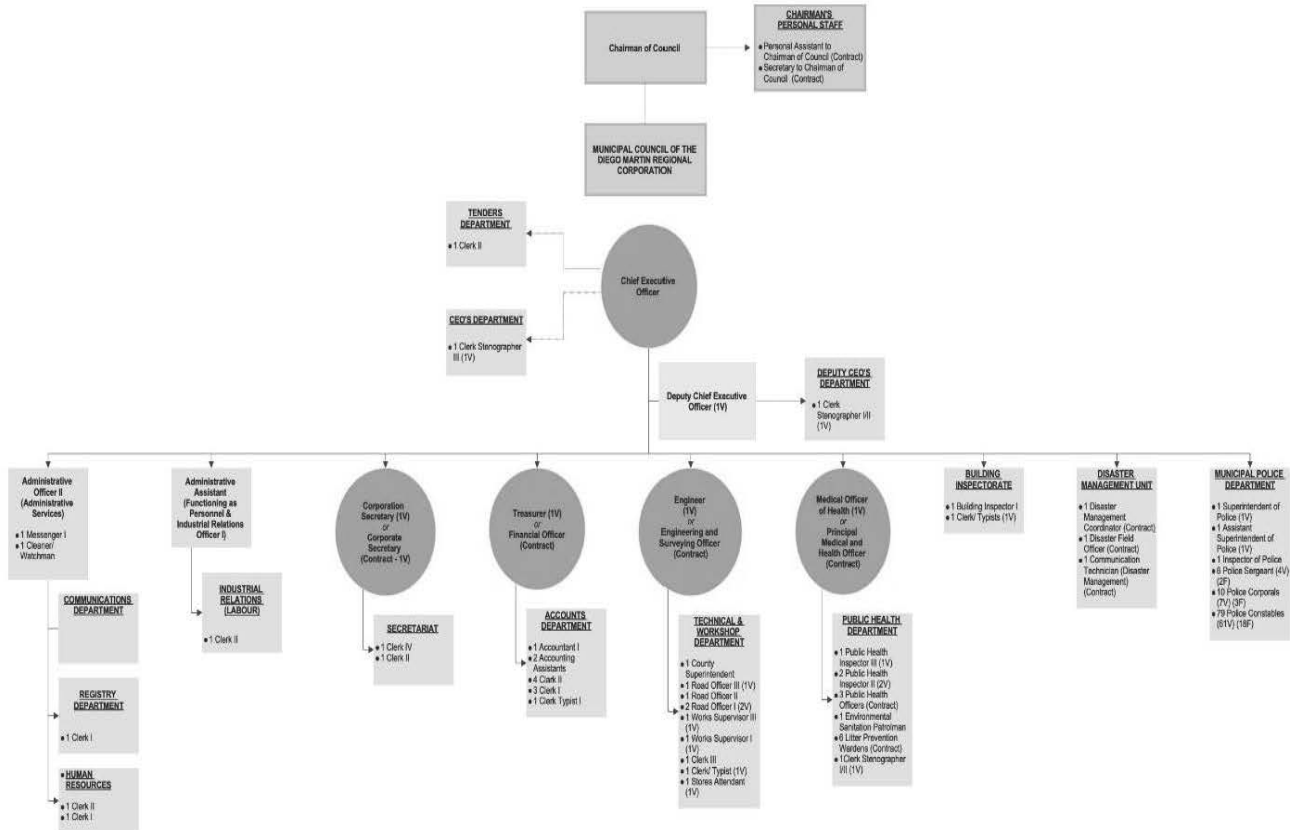 CHAIRMAN'S
PERSONAL STAFF
• Personal Assistant to
Chairman of Council (Contract)
• Secretary to Chairman of
Council (Contract)
Chairman of Council
MUNICIPAL COUNCIL OF THE
DIEGO MARTIN REGIONAL
CORPORATION
TENDERS
DEPARTMENT
• 1 Clerk II
Chief Executive
Officer
CEO'S DEPARTMENT
• 1 Clerk Stenographer
III (1V)
Deputy Chief Executive
Officer (1V)
DEPUTY CEO'S
DEPARTMENT
• 1 Clerk
Stenographer I/II
(1V)
Administrative
Officer II
(Administrative
Services)
• 1 Messenger I
• 1 Cleaner/
Watchman
COMMUNICATIONS
DEPARTMENT
REGISTRY
DEPARTMENT
• 1 Clerk I
• HUMAN
RESOURCES
• 1 Clerk II
• 1 Clerk I
Administrative
Assistant
(Functioning as
Personnel &
Industrial Relations
Officer I)
INDUSTRIAL
RELATIONS
(LABOUR)
• 1 Clerk II
Corporation
Secretary (1V)
or
Corporate
Secretary
(Contract - 1V)
SECRETARIAT
• 1 Clerk IV
• 1 Clerk II
Treasurer (1V)
or
Financial Officer
(Contract)
ACCOUNTS
DEPARTMENT
• 1 Accountant I
• 2 Accounting
Assistants
• 4 Clark II
• 3 Clerk I
• 1 Clerk Typist I
Engineer
(1V)
or
Engineering and
Surveying Officer
(Contract)
TECHNICAL &
WORKSHOP
DEPARTMENT
• 1 County
Superintendent
• 1 Road Officer III (1V)
• 1 Road Officer II
• 2 Road Officer I (2V)
• 1 Works Supervisor III
(1V)
• 1 Works Supervisor I
(1V)
• 1 Clerk III
• 1 Clerk/ Typist (1V)
• 1 Stores Attendant
(1V)
Medical Officer
of Health (1V)
or
Principal
Medical and
Health Officer
(Contract)
PUBLIC HEALTH
DEPARTMENT
• 1 Public Health
Inspector III (1V)
• 2 Public Health
Inspector II (2V)
• 3 Public Health
Officers (Contract)
• 1 Environmental
Sanitation Patrolman
• 6 Litter Prevention
Wardens (Contract)
• 1Clerk Stenographer
I/II (1V)
BUILDING
INSPECTORATE
• 1 Building Inspector I
• 1 Clerk/ Typists (1V)
DISASTER
MANAGEMENT UNIT
• 1 Disaster
Management
Coordinator (Contract)
• 1 Disaster Field
Officer (Contract)
• 1 Communication
Technician (Disaster
Management)
(Contract)
MUNICIPAL POLICE
DEPARTMENT
• 1 Superintendent of
Police (1V)
• 1 Assistant
Superintendent of
Police (1V)
• 1 Inspector of Police
• 6 Police Sergeant (4V)
(2F)
• 10 Police Corporals
(7V) (3F)
• 79 Police Constables
(61V) (18F)